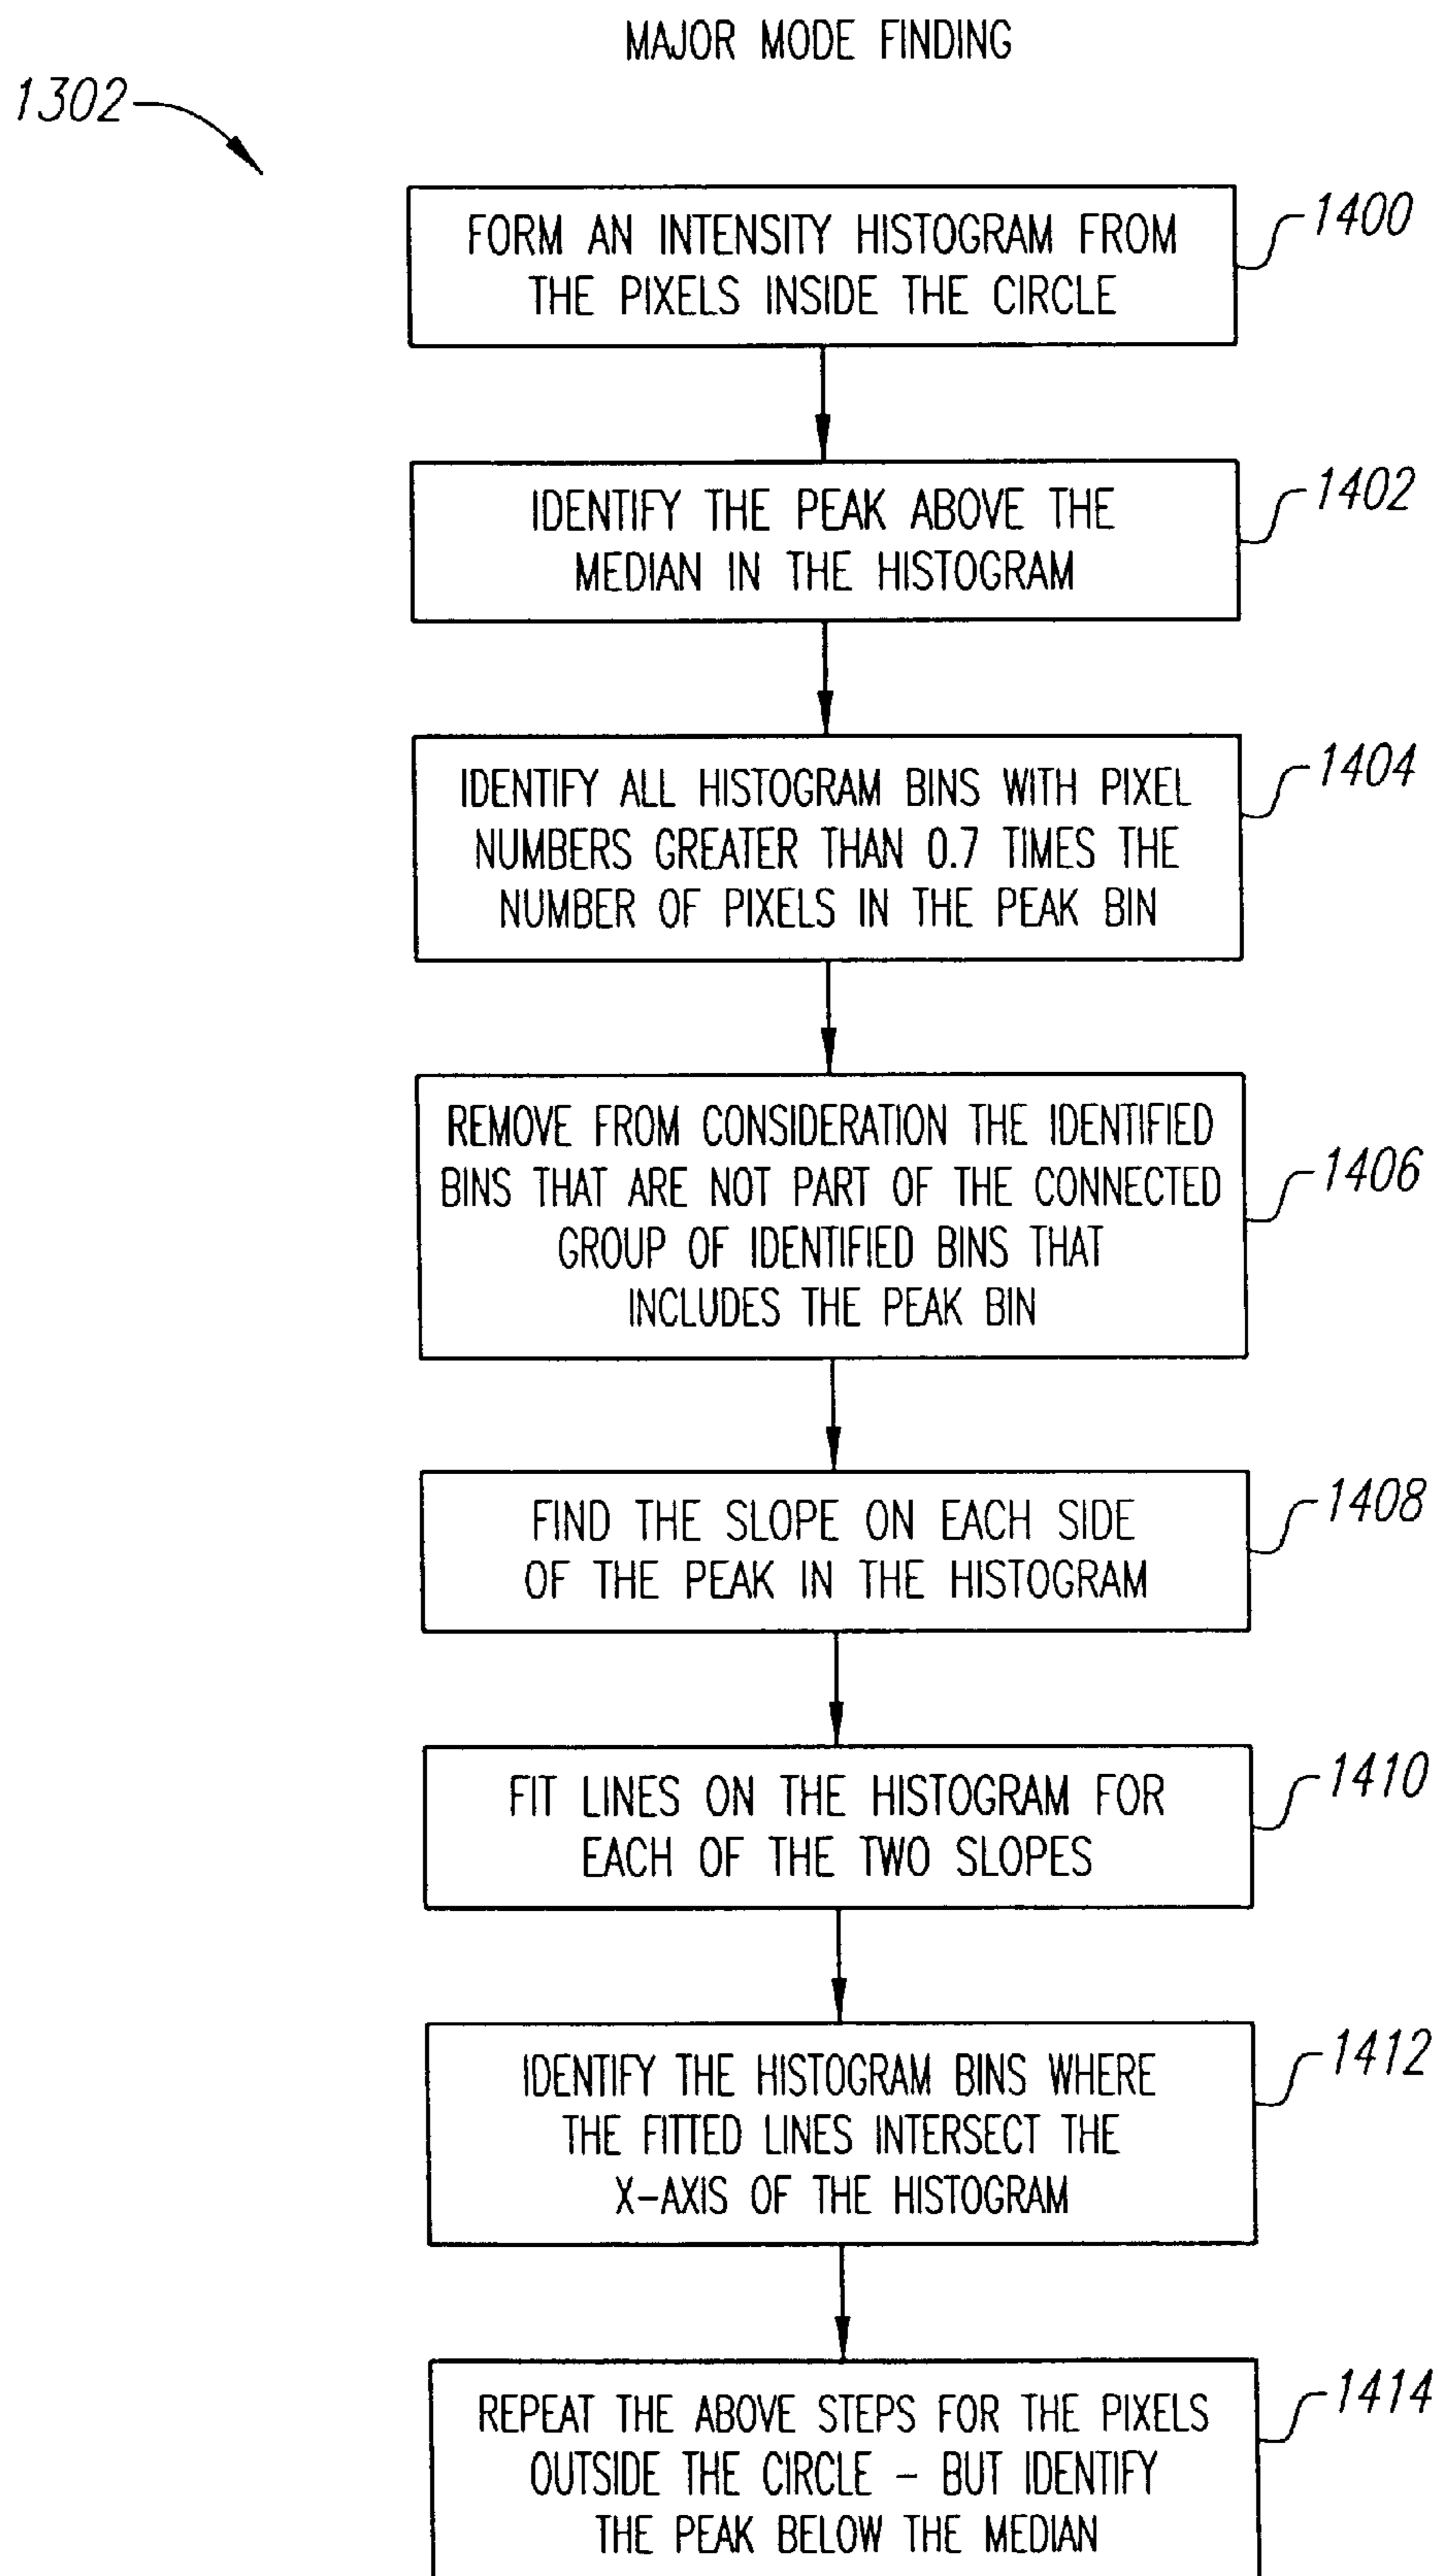 MAJOR MODE FINDING
1302
FORM AN INTENSITY HISTOGRAM FROM
THE PIXELS INSIDE THE CIRCLE
1400
IDENTIFY THE PEAK ABOVE THE
MEDIAN IN THE HISTOGRAM
1402
IDENTIFY ALL HISTOGRAM BINS WITH PIXEL
NUMBERS GREATER THAN 0.7 TIMES THE
NUMBER OF PIXELS IN THE PEAK BIN
1404
REMOVE FROM CONSIDERATION THE IDENTIFIED
BINS THAT ARE NOT PART OF THE CONNECTED
GROUP OF IDENTIFIED BINS THAT
INCLUDES THE PEAK BIN
1406
FIND THE SLOPE ON EACH SIDE
OF THE PEAK IN THE HISTOGRAM
1408
FIT LINES ON THE HISTOGRAM FOR
EACH OF THE TWO SLOPES
1410
IDENTIFY THE HISTOGRAM BINS WHERE
THE FITTED LINES INTERSECT THE
X-AXIS OF THE HISTOGRAM
1412
REPEAT THE ABOVE STEPS FOR THE PIXELS
OUTSIDE THE CIRCLE - BUT IDENTIFY
THE PEAK BELOW THE MEDIAN
1414